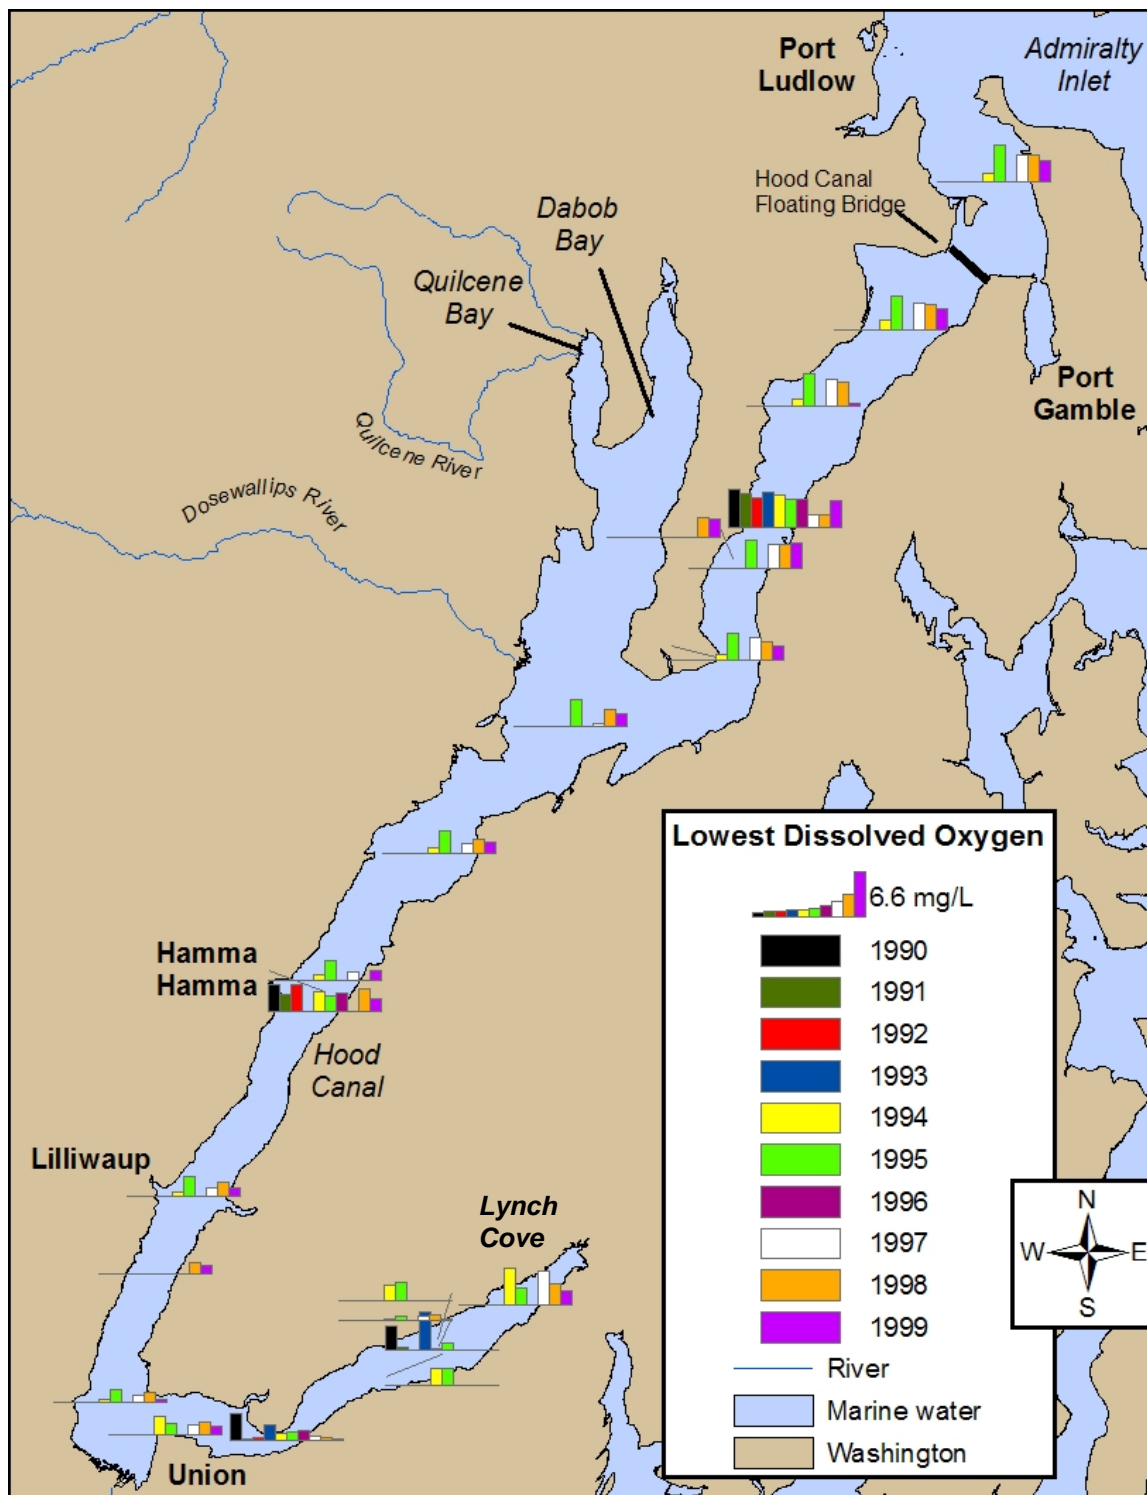 Port
Ludlow
Admiralty
Inlet
Hood Canal
Floating Bridge
Dabob
Bay
Quilcene
Bay
Port
Gamble
Quilcene River
Dosewallips River
Hamma
Hamma
Hood
Canal
Lilliwaup
Lynch
Cove
Union
Lowest Dissolved Oxygen
6.6 mg/L
1990
1991
1992
1993
1994
1995
1996
1997
1998
1999
River
Marine water
Washington
N
W E
S